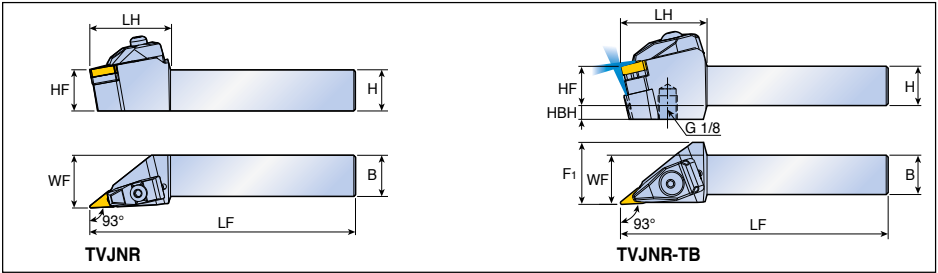 LH
HF
H
WF
B
93°
LF
TVJNR
LH
HF
H
HBH
G 1/8
F1
WF
B
93°
LF
TVJNR-TB